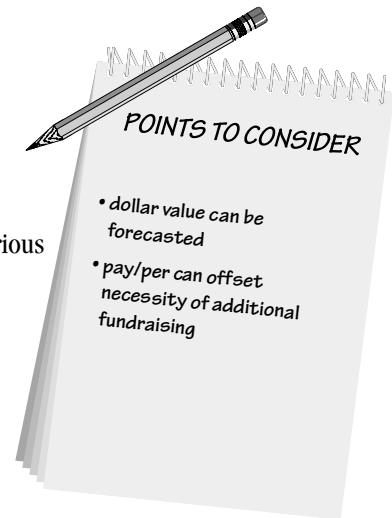 POINTS TO CONSIDER
• dollar value can be
forecasted
• pay/per can offset
necessity of additional
fundraising